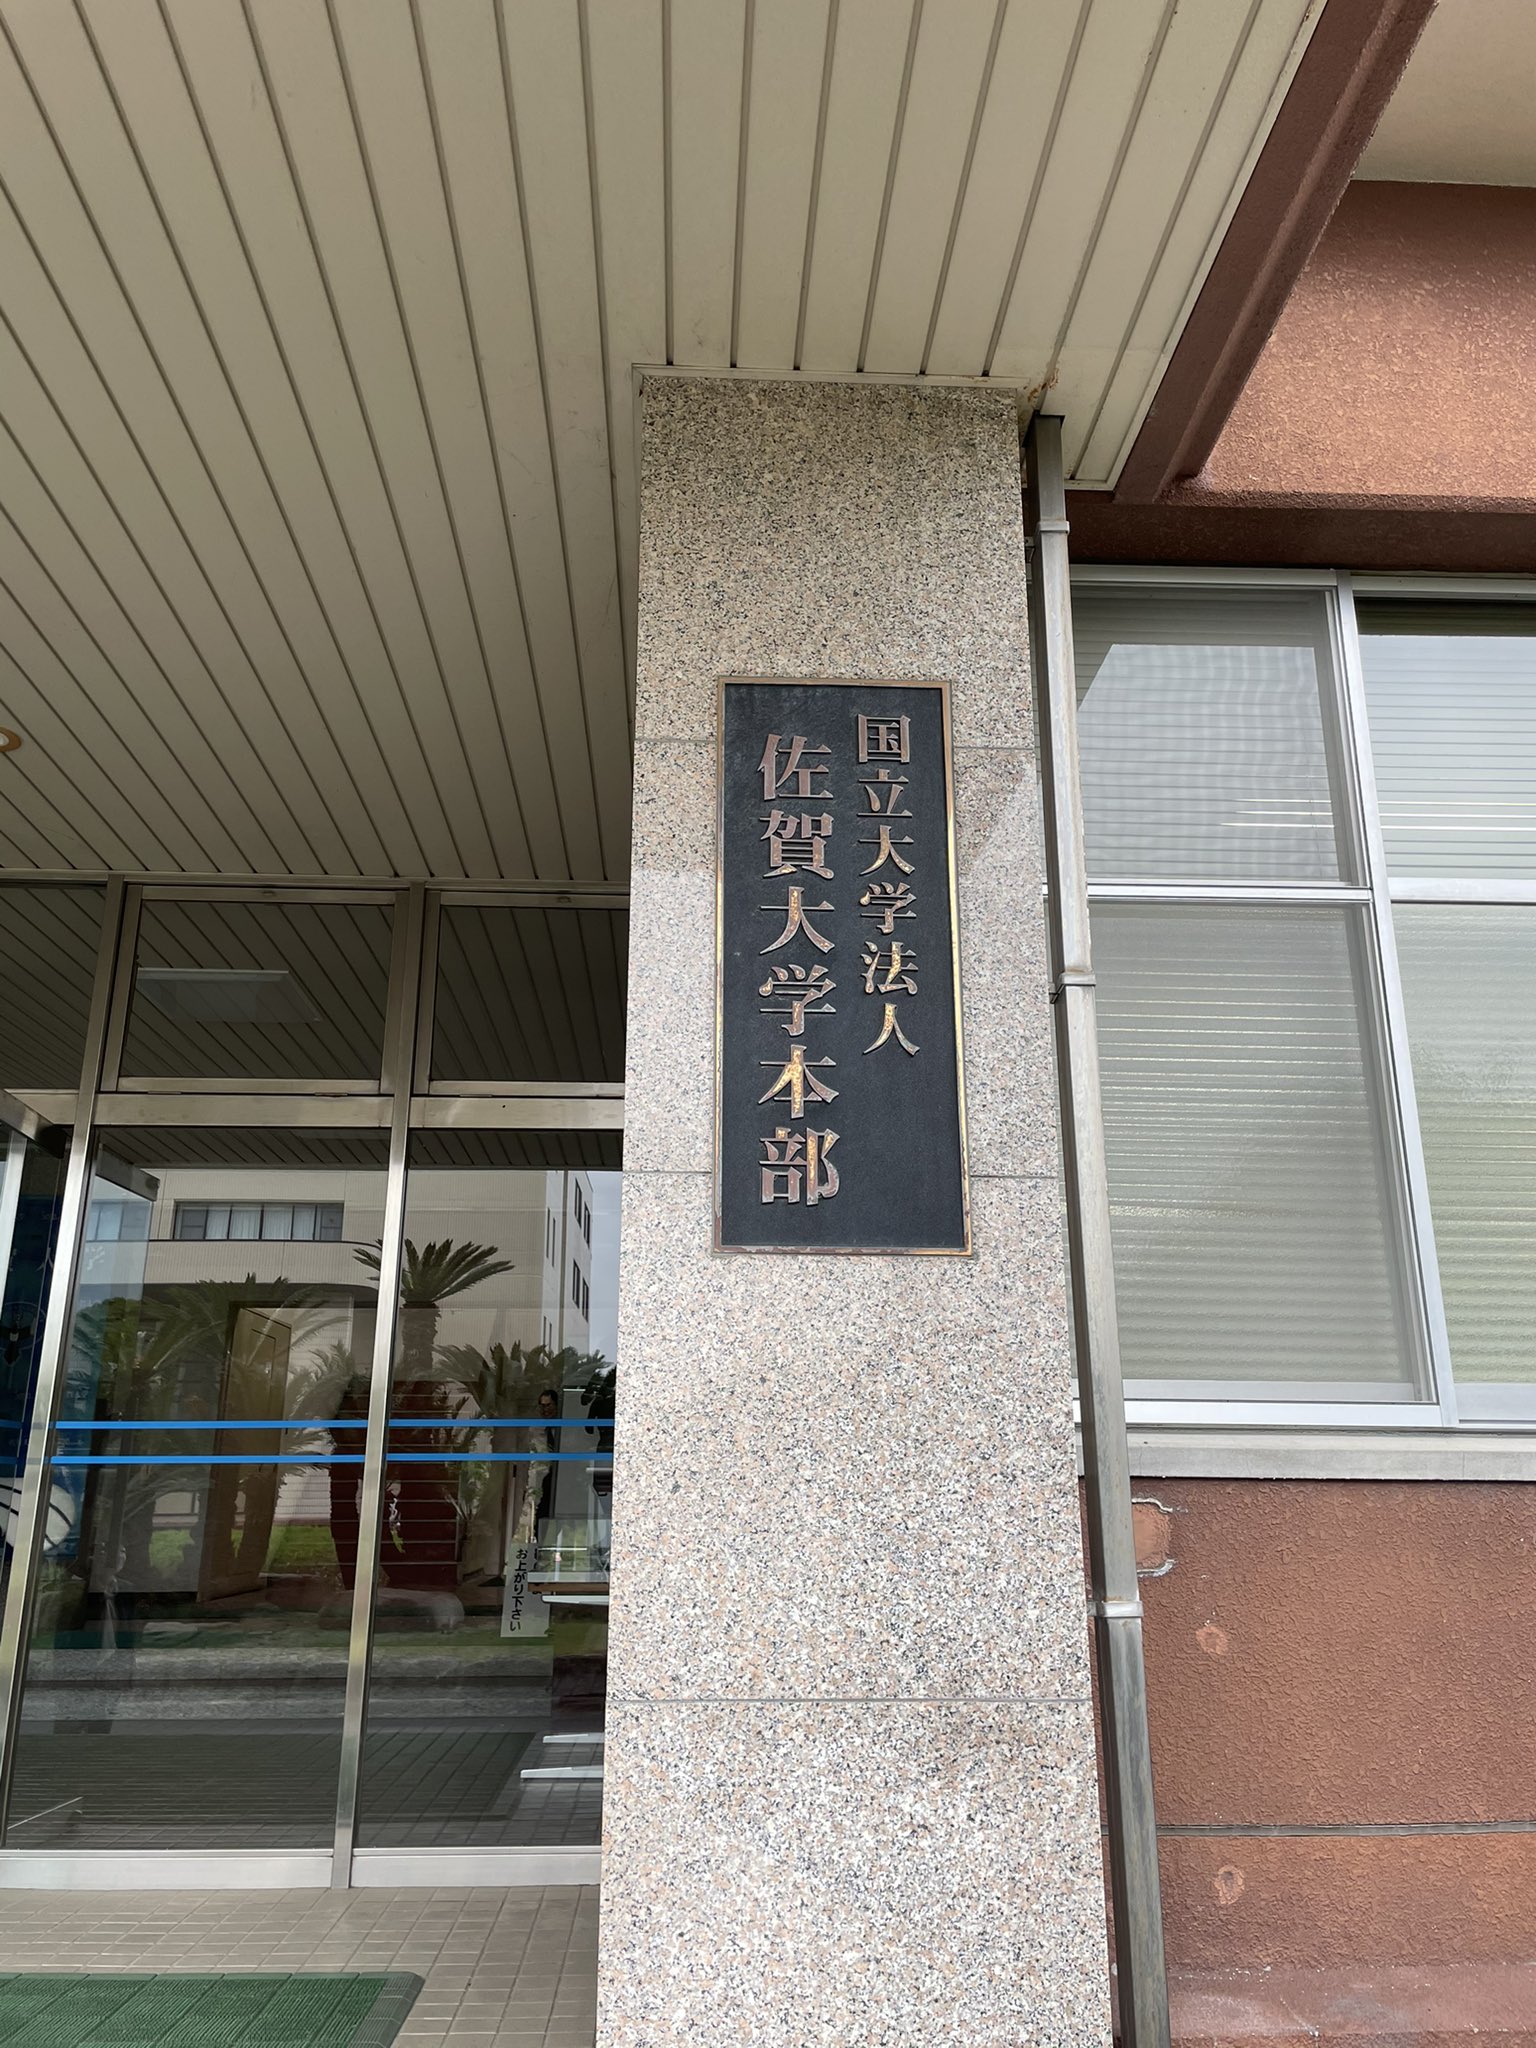 国立大学法人
佐賀大学本部
お上がり下さい